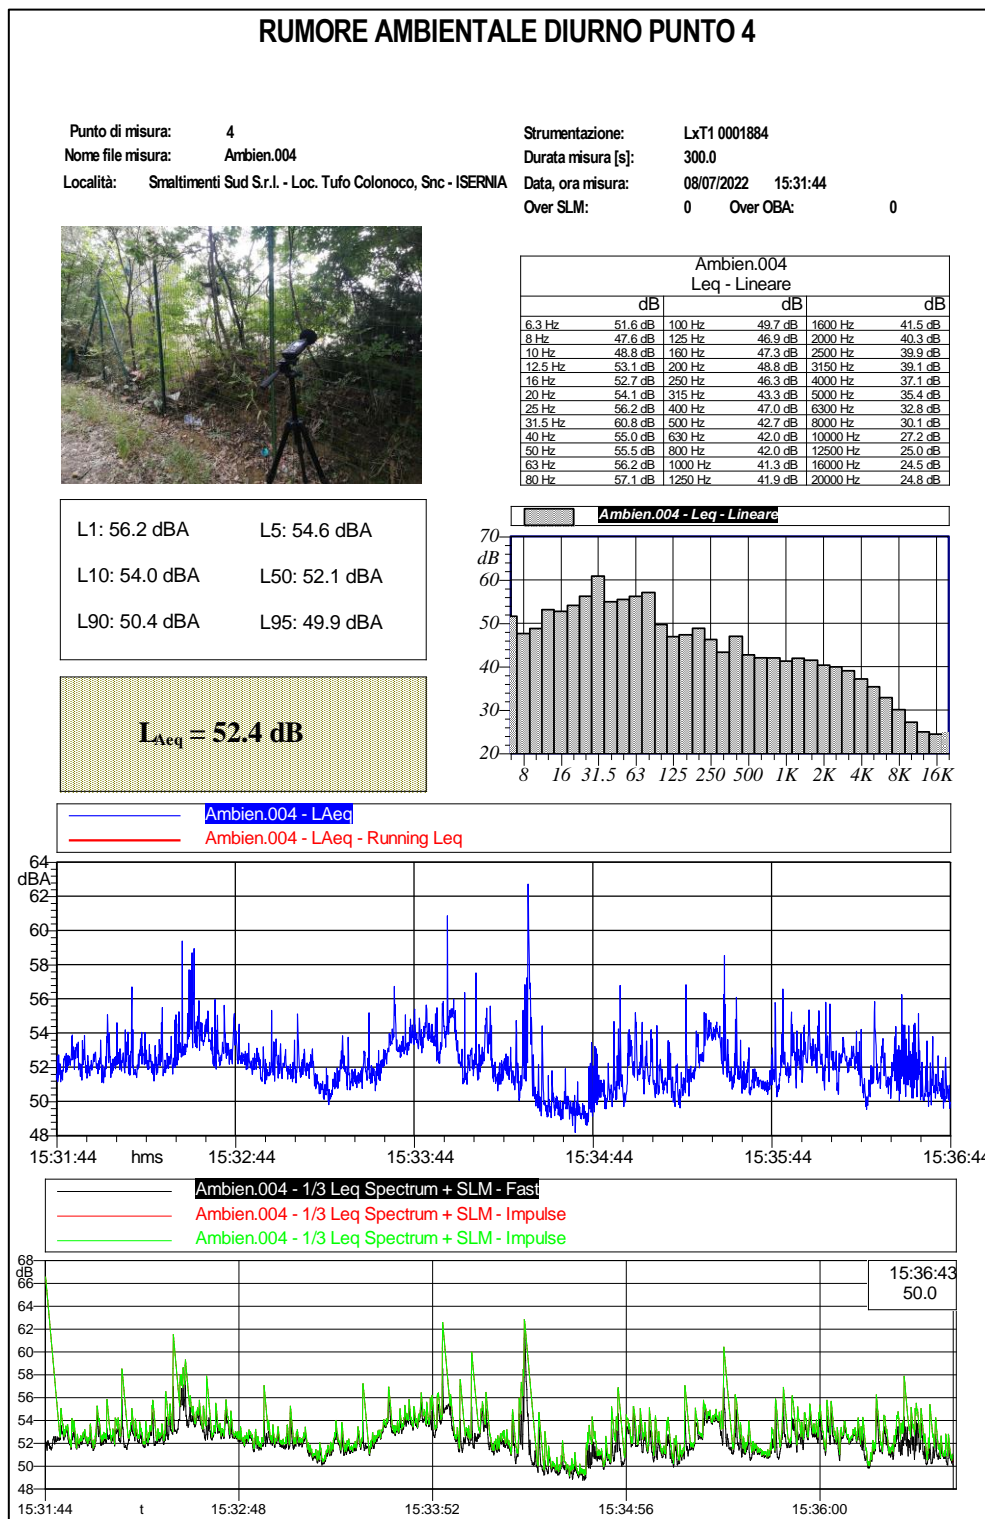 RUMORE AMBIENTALE DIURNO PUNTO 4
Punto di misura: 4
Nome file misura: Ambien.004
Località: Smaltimenti Sud S.r.l. - Loc. Tufo Colonoco, Snc - ISERNIA
Strumentazione: LxT1 0001884
Durata misura [s]: 300.0
Data, ora misura: 08/07/2022 15:31:44
Over SLM: 0 Over OBA: 0
Ambien.004
Leq - Lineare
dB dB dB
6.3 Hz 51.6 dB 100 Hz 49.7 dB 1600 Hz 41.5 dB
8 Hz 47.6 dB 125 Hz 46.9 dB 2000 Hz 40.3 dB
10 Hz 48.8 dB 160 Hz 47.3 dB 2500 Hz 39.9 dB
12.5 Hz 53.1 dB 200 Hz 48.8 dB 3150 Hz 39.1 dB
16 Hz 52.7 dB 250 Hz 46.3 dB 4000 Hz 37.1 dB
20 Hz 54.1 dB 315 Hz 43.3 dB 5000 Hz 35.4 dB
25 Hz 56.2 dB 400 Hz 47.0 dB 6300 Hz 32.8 dB
31.5 Hz 60.8 dB 500 Hz 42.7 dB 8000 Hz 30.1 dB
40 Hz 55.0 dB 630 Hz 42.0 dB 10000 Hz 27.2 dB
50 Hz 55.5 dB 800 Hz 42.0 dB 12500 Hz 25.0 dB
63 Hz 56.2 dB 1000 Hz 41.3 dB 16000 Hz 24.5 dB
80 Hz 57.1 dB 1250 Hz 41.9 dB 20000 Hz 24.8 dB
L1: 56.2 dBA L5: 54.6 dBA
L10: 54.0 dBA L50: 52.1 dBA
L90: 50.4 dBA L95: 49.9 dBA
LAeq = 52.4 dB
Ambien.004 - Leq - Lineare
70
dB
60
50
40
30
20
8 16 31.5 63 125 250 500 1K 2K 4K 8K 16K
Ambien.004 - LAeq
Ambien.004 - LAeq - Running Leq
64
dBA
62
60
58
56
54
52
50
48
15:31:44 hms 15:32:44 15:33:44 15:34:44 15:35:44 15:36:44
Ambien.004 - 1/3 Leq Spectrum + SLM - Fast
Ambien.004 - 1/3 Leq Spectrum + SLM - Impulse
Ambien.004 - 1/3 Leq Spectrum + SLM - Impulse
68
dB
66
64
62
60
58
56
54
52
50
48
15:36:43
50.0
15:31:44 t 15:32:48 15:33:52 15:34:56 15:36:00